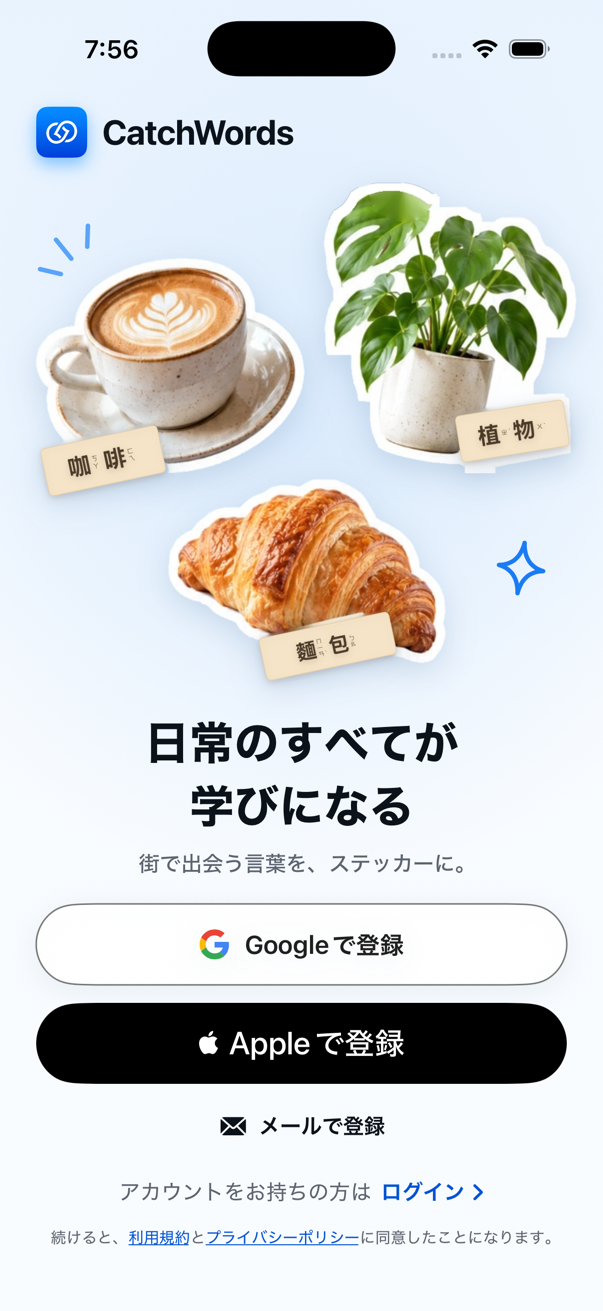 7:56
CatchWords
咖啡
植物
麵包
日常のすべてが
学びになる
街で出会う言葉を、ステッカーに。
Googleで登録
Appleで登録
メールで登録
アカウントをお持ちの方は ログイン
続けると、利用規約とプライバシーポリシーに同意したことになります。